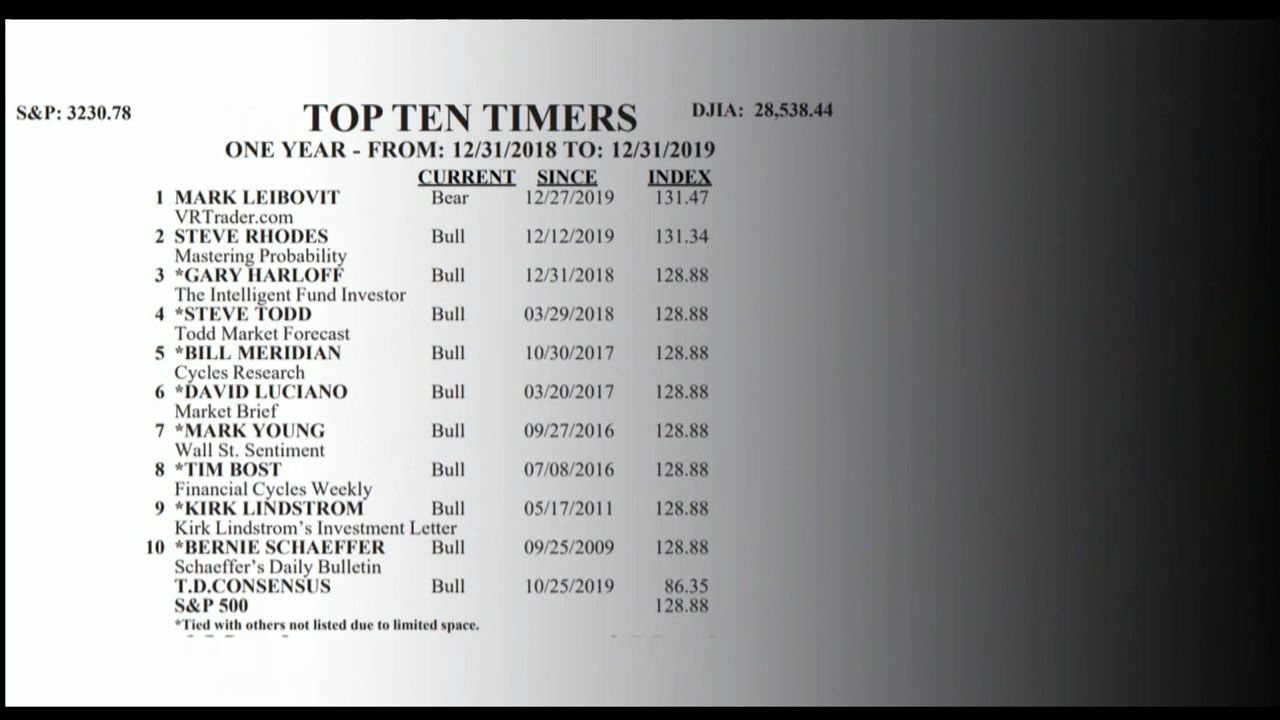 S&P: 3230.78 TOP TEN TIMERS DJIA: 28,538.44
ONE YEAR - FROM: 12/31/2018 TO: 12/31/2019
CURRENT SINCE INDEX
1 MARK LEIBOVIT Bear 12/27/2019 131.47
VRTrader.com
2 STEVE RHODES Bull 12/12/2019 131.34
Mastering Probability
3 *GARY HARLOFF Bull 12/31/2018 128.88
The Intelligent Fund Investor
4 *STEVE TODD Bull 03/29/2018 128.88
Todd Market Forecast
5 *BILL MERIDIAN Bull 10/30/2017 128.88
Cycles Research
6 *DAVID LUCIANO Bull 03/20/2017 128.88
Market Brief
7 *MARK YOUNG Bull 09/27/2016 128.88
Wall St. Sentiment
8 *TIM BOST Bull 07/08/2016 128.88
Financial Cycles Weekly
9 *KIRK LINDSTROM Bull 05/17/2011 128.88
Kirk Lindstrom's Investment Letter
10 *BERNIE SCHAEFFER Bull 09/25/2009 128.88
Schaeffer's Daily Bulletin
T.D.CONSENSUS Bull 10/25/2019 86.35
S&P 500 128.88
*Tied with others not listed due to limited space.